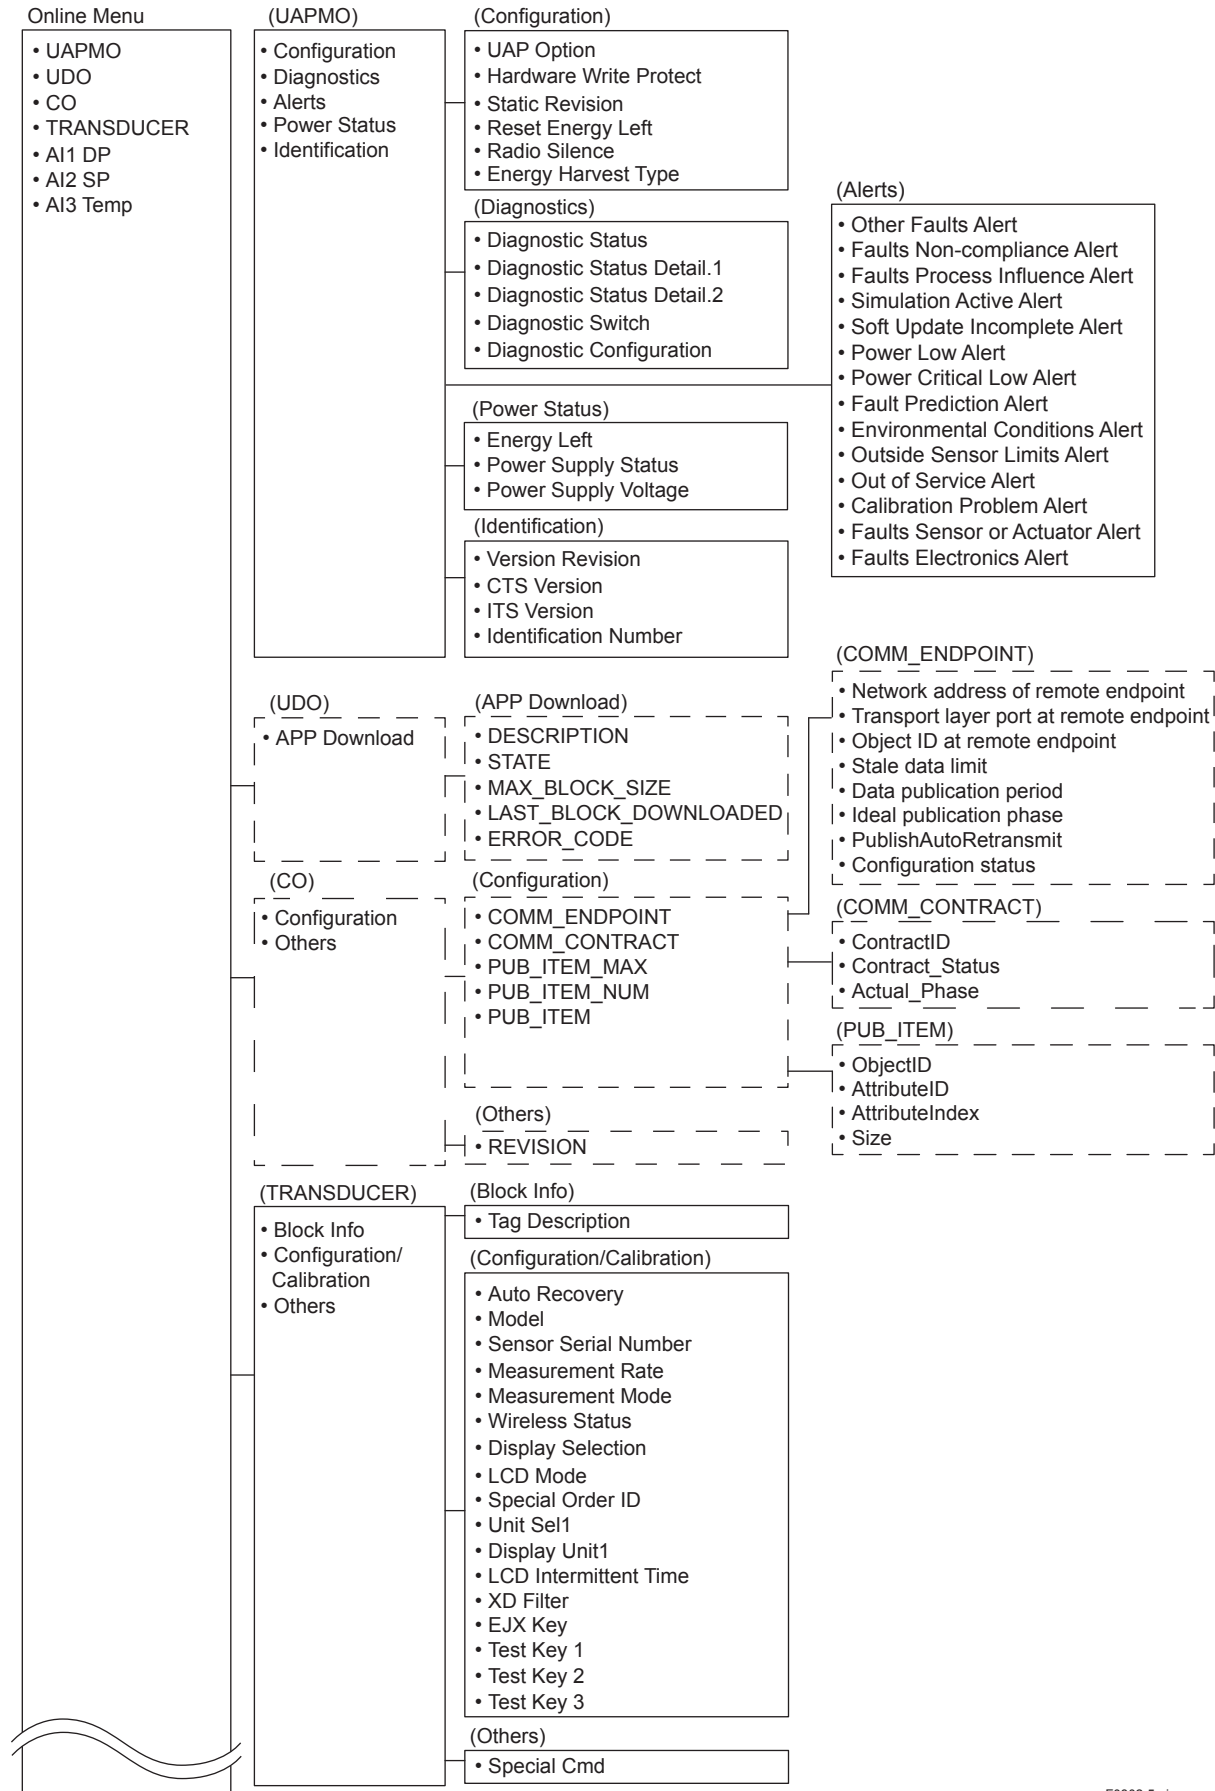 Online Menu
• UAPMO
• UDO
• CO
• TRANSDUCER
• AI1 DP
• AI2 SP
• AI3 Temp
(UAPMO)
• Configuration
• Diagnostics
• Alerts
• Power Status
• Identification
(Configuration)
• UAP Option
• Hardware Write Protect
• Static Revision
• Reset Energy Left
• Radio Silence
• Energy Harvest Type
(Diagnostics)
• Diagnostic Status
• Diagnostic Status Detail.1
• Diagnostic Status Detail.2
• Diagnostic Switch
• Diagnostic Configuration
(Alerts)
• Other Faults Alert
• Faults Non-compliance Alert
• Faults Process Influence Alert
• Simulation Active Alert
• Soft Update Incomplete Alert
• Power Low Alert
• Power Critical Low Alert
• Fault Prediction Alert
• Environmental Conditions Alert
• Outside Sensor Limits Alert
• Out of Service Alert
• Calibration Problem Alert
• Faults Sensor or Actuator Alert
• Faults Electronics Alert
(Power Status)
• Energy Left
• Power Supply Status
• Power Supply Voltage
(Identification)
• Version Revision
• CTS Version
• ITS Version
• Identification Number
(UDO)
• APP Download
(APP Download)
• DESCRIPTION
• STATE
• MAX_BLOCK_SIZE
• LAST_BLOCK_DOWNLOADED
• ERROR_CODE
(CO)
• Configuration
• Others
(Configuration)
• COMM_ENDPOINT
• COMM_CONTRACT
• PUB_ITEM_MAX
• PUB_ITEM_NUM
• PUB_ITEM
(COMM_ENDPOINT)
• Network address of remote endpoint
• Transport layer port at remote endpoint
• Object ID at remote endpoint
• Stale data limit
• Data publication period
• Ideal publication phase
• PublishAutoRetransmit
• Configuration status
(COMM_CONTRACT)
• ContractID
• Contract_Status
• Actual_Phase
(PUB_ITEM)
• ObjectID
• AttributeID
• AttributeIndex
• Size
(Others)
• REVISION
(TRANSDUCER)
• Block Info
• Configuration/
Calibration
• Others
(Block Info)
• Tag Description
(Configuration/Calibration)
• Auto Recovery
• Model
• Sensor Serial Number
• Measurement Rate
• Measurement Mode
• Wireless Status
• Display Selection
• LCD Mode
• Special Order ID
• Unit Sel1
• Display Unit1
• LCD Intermittent Time
• XD Filter
• EJX Key
• Test Key 1
• Test Key 2
• Test Key 3
(Others)
• Special Cmd